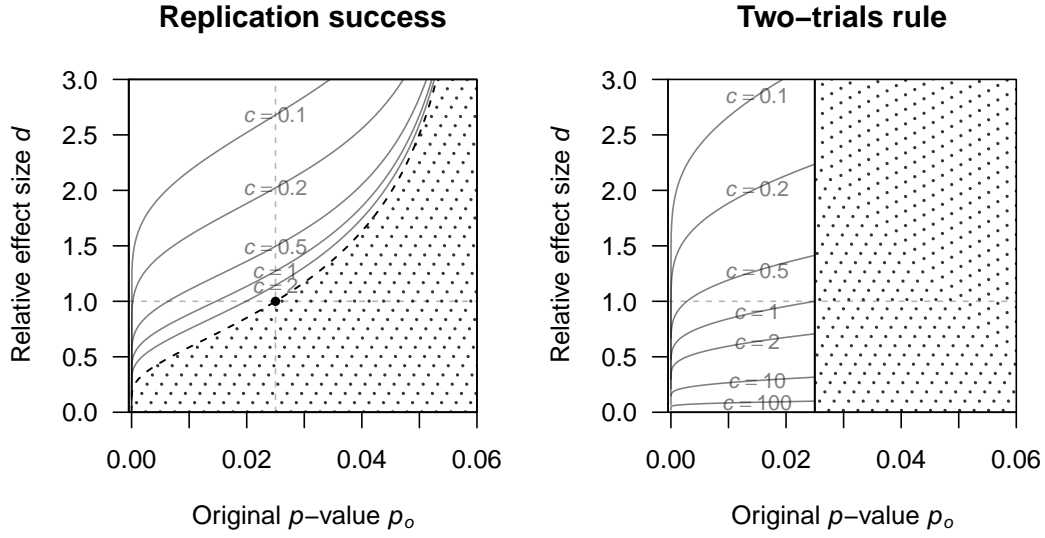 Replication success
3.0
2.5
2.0
1.5
1.0
0.5
0.0
Relative effect size d
c = 0.1
c = 0.2
c = 0.5
c = 1
c = 2
0.00 0.02 0.04 0.06
Original p−value po
Two−trials rule
3.0
2.5
2.0
1.5
1.0
0.5
0.0
Relative effect size d
c = 0.1
c = 0.2
c = 0.5
c = 1
c = 2
c = 10
c = 100
0.00 0.02 0.04 0.06
Original p−value po